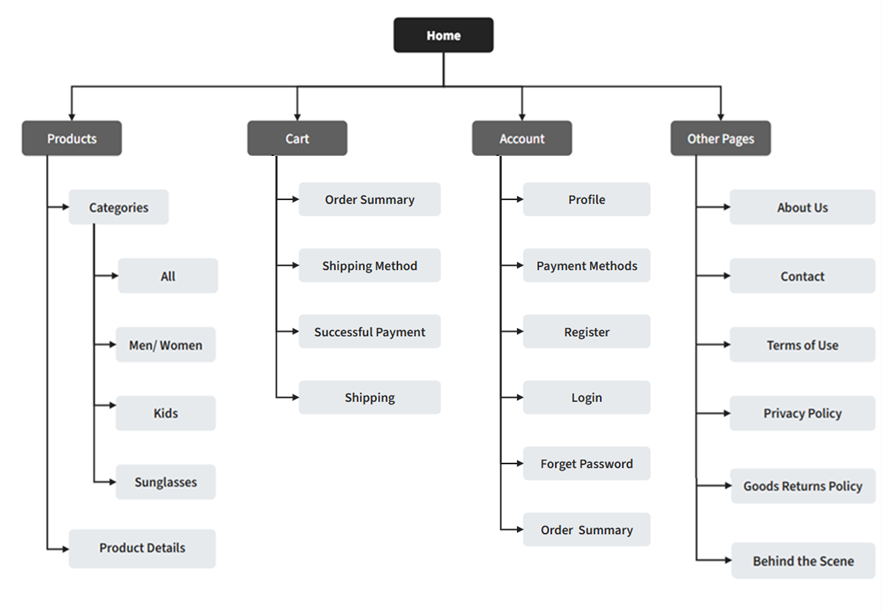 Home
Products
Cart
Account
Other Pages
Categories
All
Men/ Women
Kids
Sunglasses
Product Details
Order Summary
Shipping Method
Successful Payment
Shipping
Profile
Payment Methods
Register
Login
Forget Password
Order Summary
About Us
Contact
Terms of Use
Privacy Policy
Goods Returns Policy
Behind the Scene